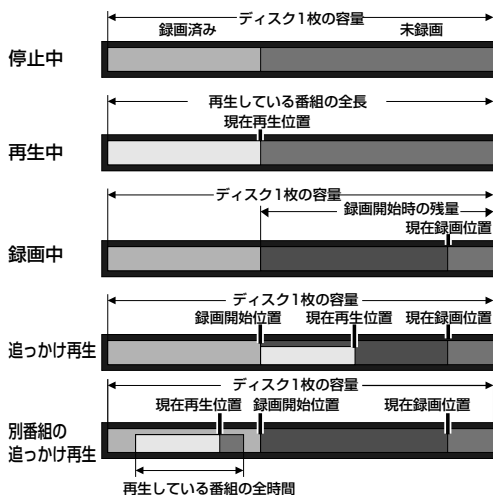 ディスク1枚の容量
録画済み 未録画
停止中
再生している番組の全長
現在再生位置
再生中
ディスク1枚の容量
録画開始時の残量
現在録画位置
録画中
ディスク1枚の容量
録画開始位置 現在再生位置 現在録画位置
追っかけ再生
ディスク1枚の容量
現在再生位置 録画開始位置 現在録画位置
別番組の
追っかけ再生
再生している番組の全時間